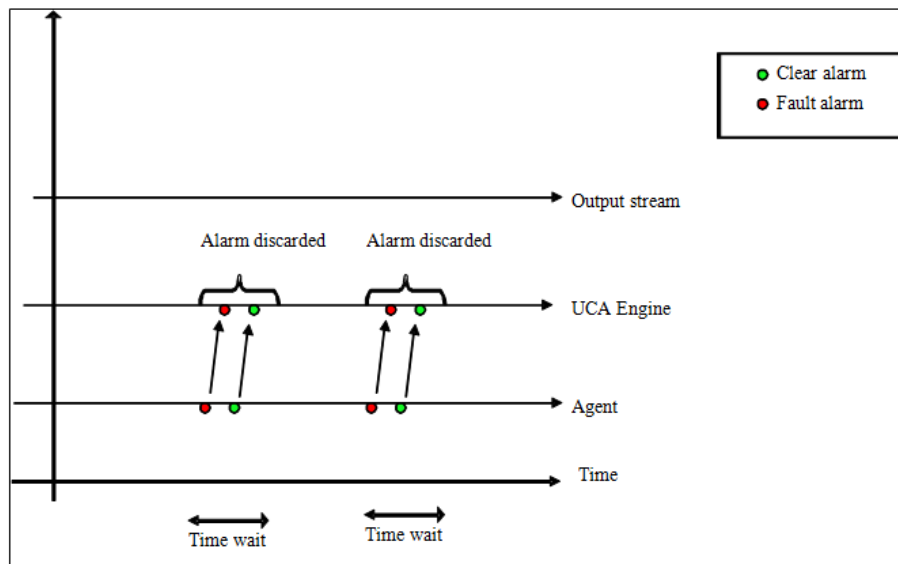 Clear alarm
Fault alarm
Output stream
Alarm discarded
Alarm discarded
UCA Engine
Agent
Time
Time wait
Time wait